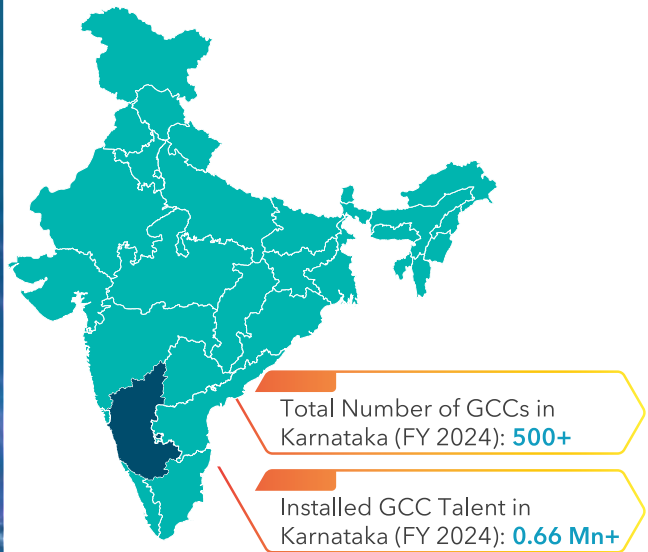 Total Number of GCCs in
Karnataka (FY 2024): 500+
Installed GCC Talent in
Karnataka (FY 2024): 0.66 Mn+